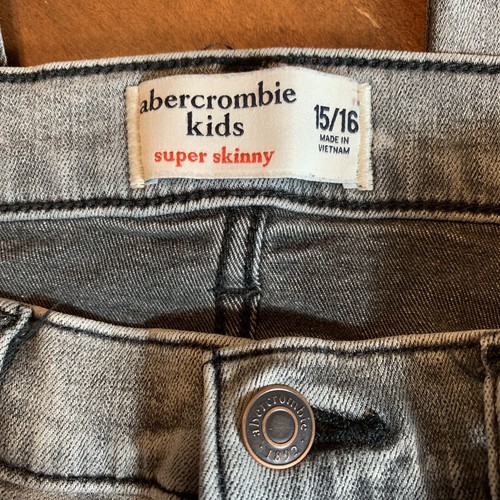 abercrombie
kids
super skinny
15/16
MADE IN
VIETNAM
abercrombie
1892